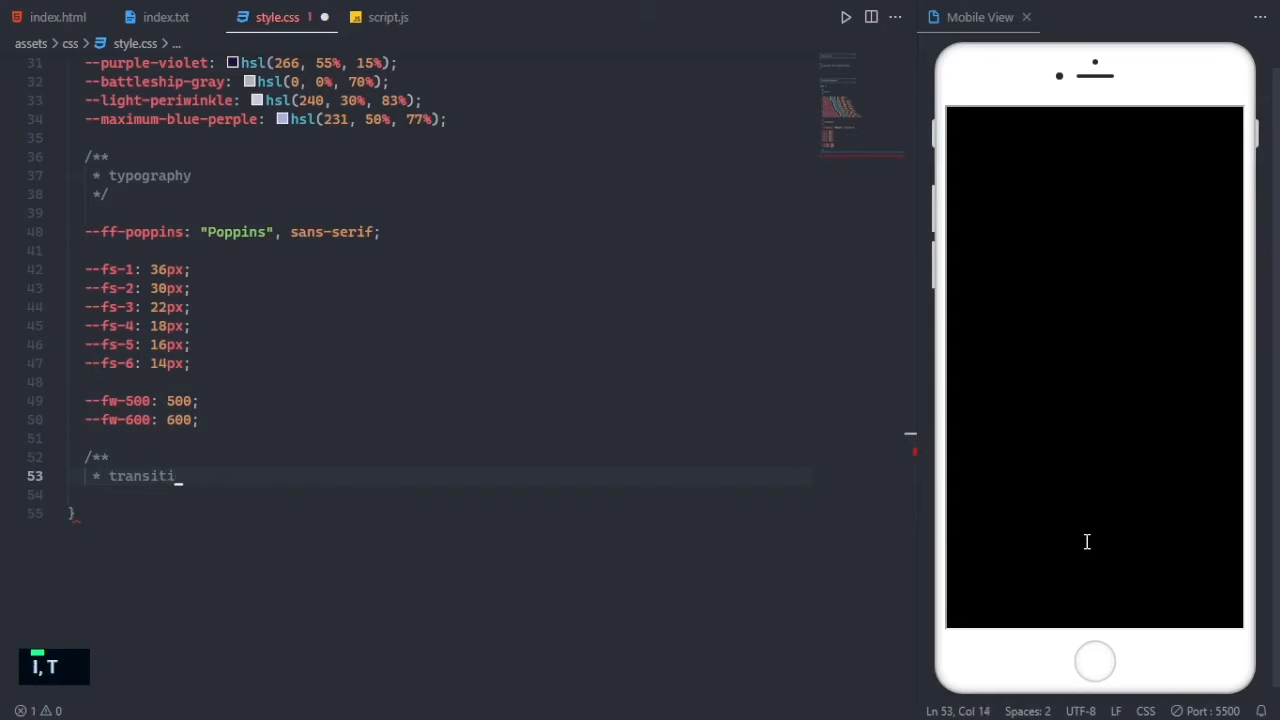 index.html
index.txt
style.css 1
script.js
Mobile View
assets > css > style.css > ...
31 --purple-violet: hsl(266, 55%, 15%);
32 --battleship-gray: hsl(0, 0%, 70%);
33 --light-periwinkle: hsl(240, 30%, 83%);
34 --maximum-blue-perple: hsl(231, 50%, 77%);
35
36 /**
37 * typography
38 */
39
40 --ff-poppins: "Poppins", sans-serif;
41
42 --fs-1: 36px;
43 --fs-2: 30px;
44 --fs-3: 22px;
45 --fs-4: 18px;
46 --fs-5: 16px;
47 --fs-6: 14px;
48
49 --fw-500: 500;
50 --fw-600: 600;
51
52 /**
53 * transiti
54
55 }
I, T
1 0
Ln 53, Col 14 Spaces: 2 UTF-8 LF CSS Port : 5500